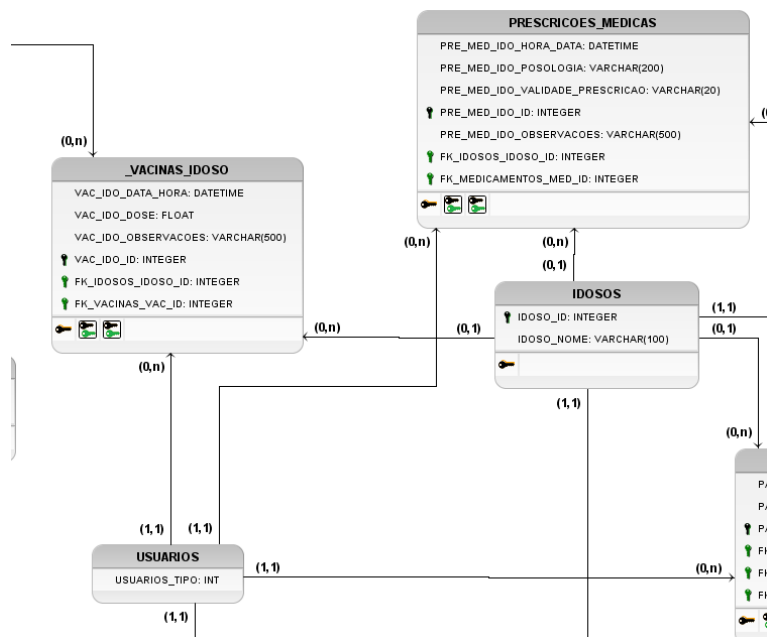 PRESCRICOES_MEDICAS
PRE_MED_IDO_HORA_DATA: DATETIME
PRE_MED_IDO_POSOLOGIA: VARCHAR(200)
PRE_MED_IDO_VALIDADE_PRESCRICAO: VARCHAR(20)
PRE_MED_IDO_ID: INTEGER
PRE_MED_IDO_OBSERVACOES: VARCHAR(500)
FK_IDOSOS_IDOSO_ID: INTEGER
FK_MEDICAMENTOS_MED_ID: INTEGER
(0,n)
_VACINAS_IDOSO
VAC_IDO_DATA_HORA: DATETIME
VAC_IDO_DOSE: FLOAT
VAC_IDO_OBSERVACOES: VARCHAR(500)
VAC_IDO_ID: INTEGER
FK_IDOSOS_IDOSO_ID: INTEGER
FK_VACINAS_VAC_ID: INTEGER
(0,n) (0,n)
(0,1)
IDOSOS
IDOSO_ID: INTEGER
IDOSO_NOME: VARCHAR(100)
(1,1)
(0,n) (0,1) (0,1)
(0,n) (1,1)
(0,n)
(1,1) (1,1)
USUARIOS
USUARIOS_TIPO: INT
(1,1) (0,n)
(1,1)